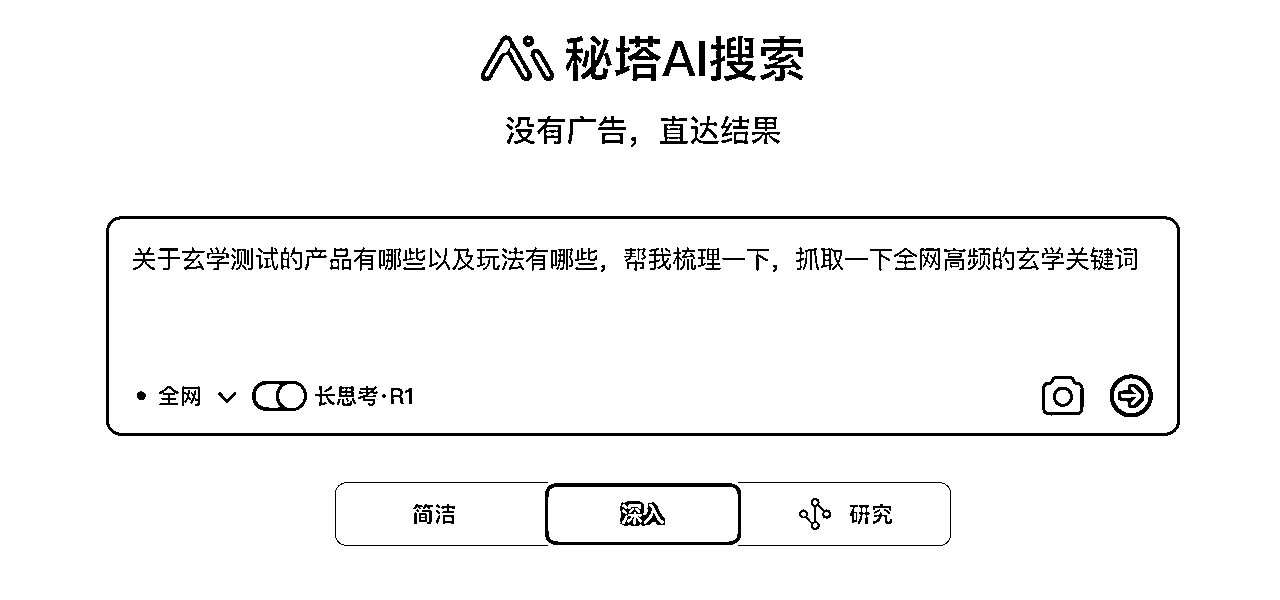 秘塔AI搜索
没有广告，直达结果
关于玄学测试的产品有哪些以及玩法有哪些，帮我梳理一下，抓取一下全网高频的玄学关键词
全网 长思考·R1
简洁 深入 研究